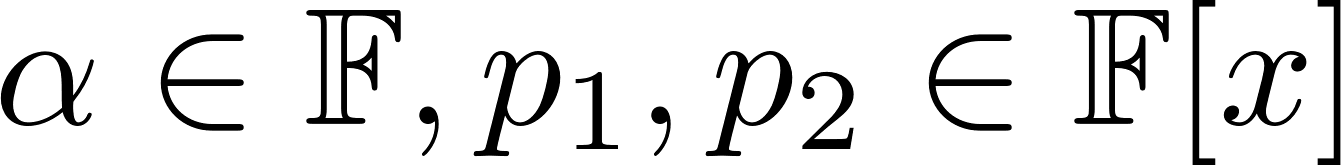 α ∈ 𝔽, p₁, p₂ ∈ 𝔽[x]